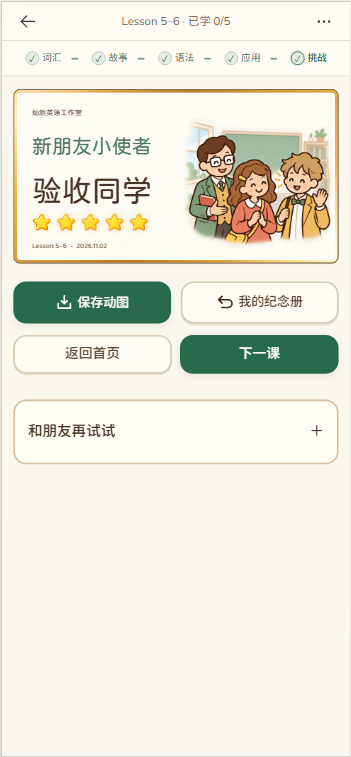 Lesson 5-6 · 已学 0/5
词汇
故事
语法
应用
挑战
灿然英语工作室
新朋友小使者
验收同学
Lesson 5-6 · 2026.11.02
保存动图
我的纪念册
返回首页
下一课
和朋友再试试